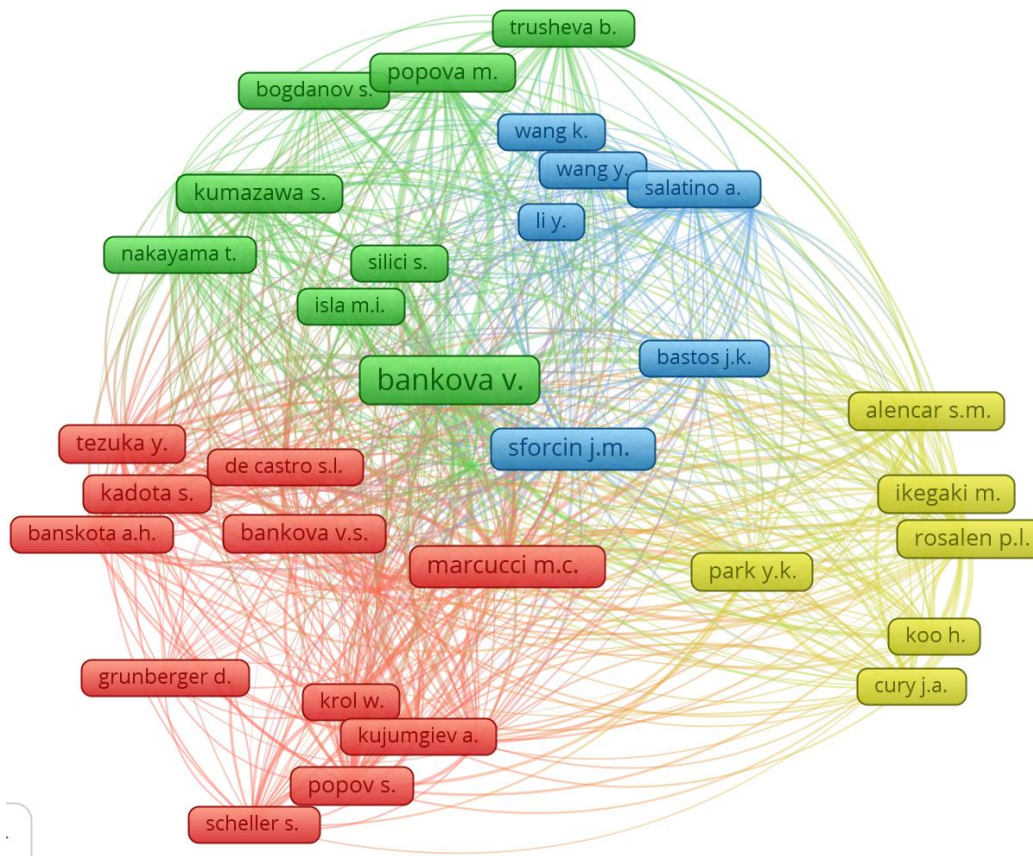 trusheva b.
popova m.
bogdanov s.
wang k.
wang y.
salatino a.
kumazawa s.
li y.
nakayama t.
silici s.
isla m.i.
bastos j.k.
bankova v.
alencar s.m.
tezuka y.
sforcin j.m.
de castro s.l.
kadota s.
ikegaki m.
banskota a.h.
bankova v.s.
rosalen p.l.
marcucci m.c.
park y.k.
koo h.
grunberger d.
cury j.a.
krol w.
kujumgiev a.
popov s.
scheller s.